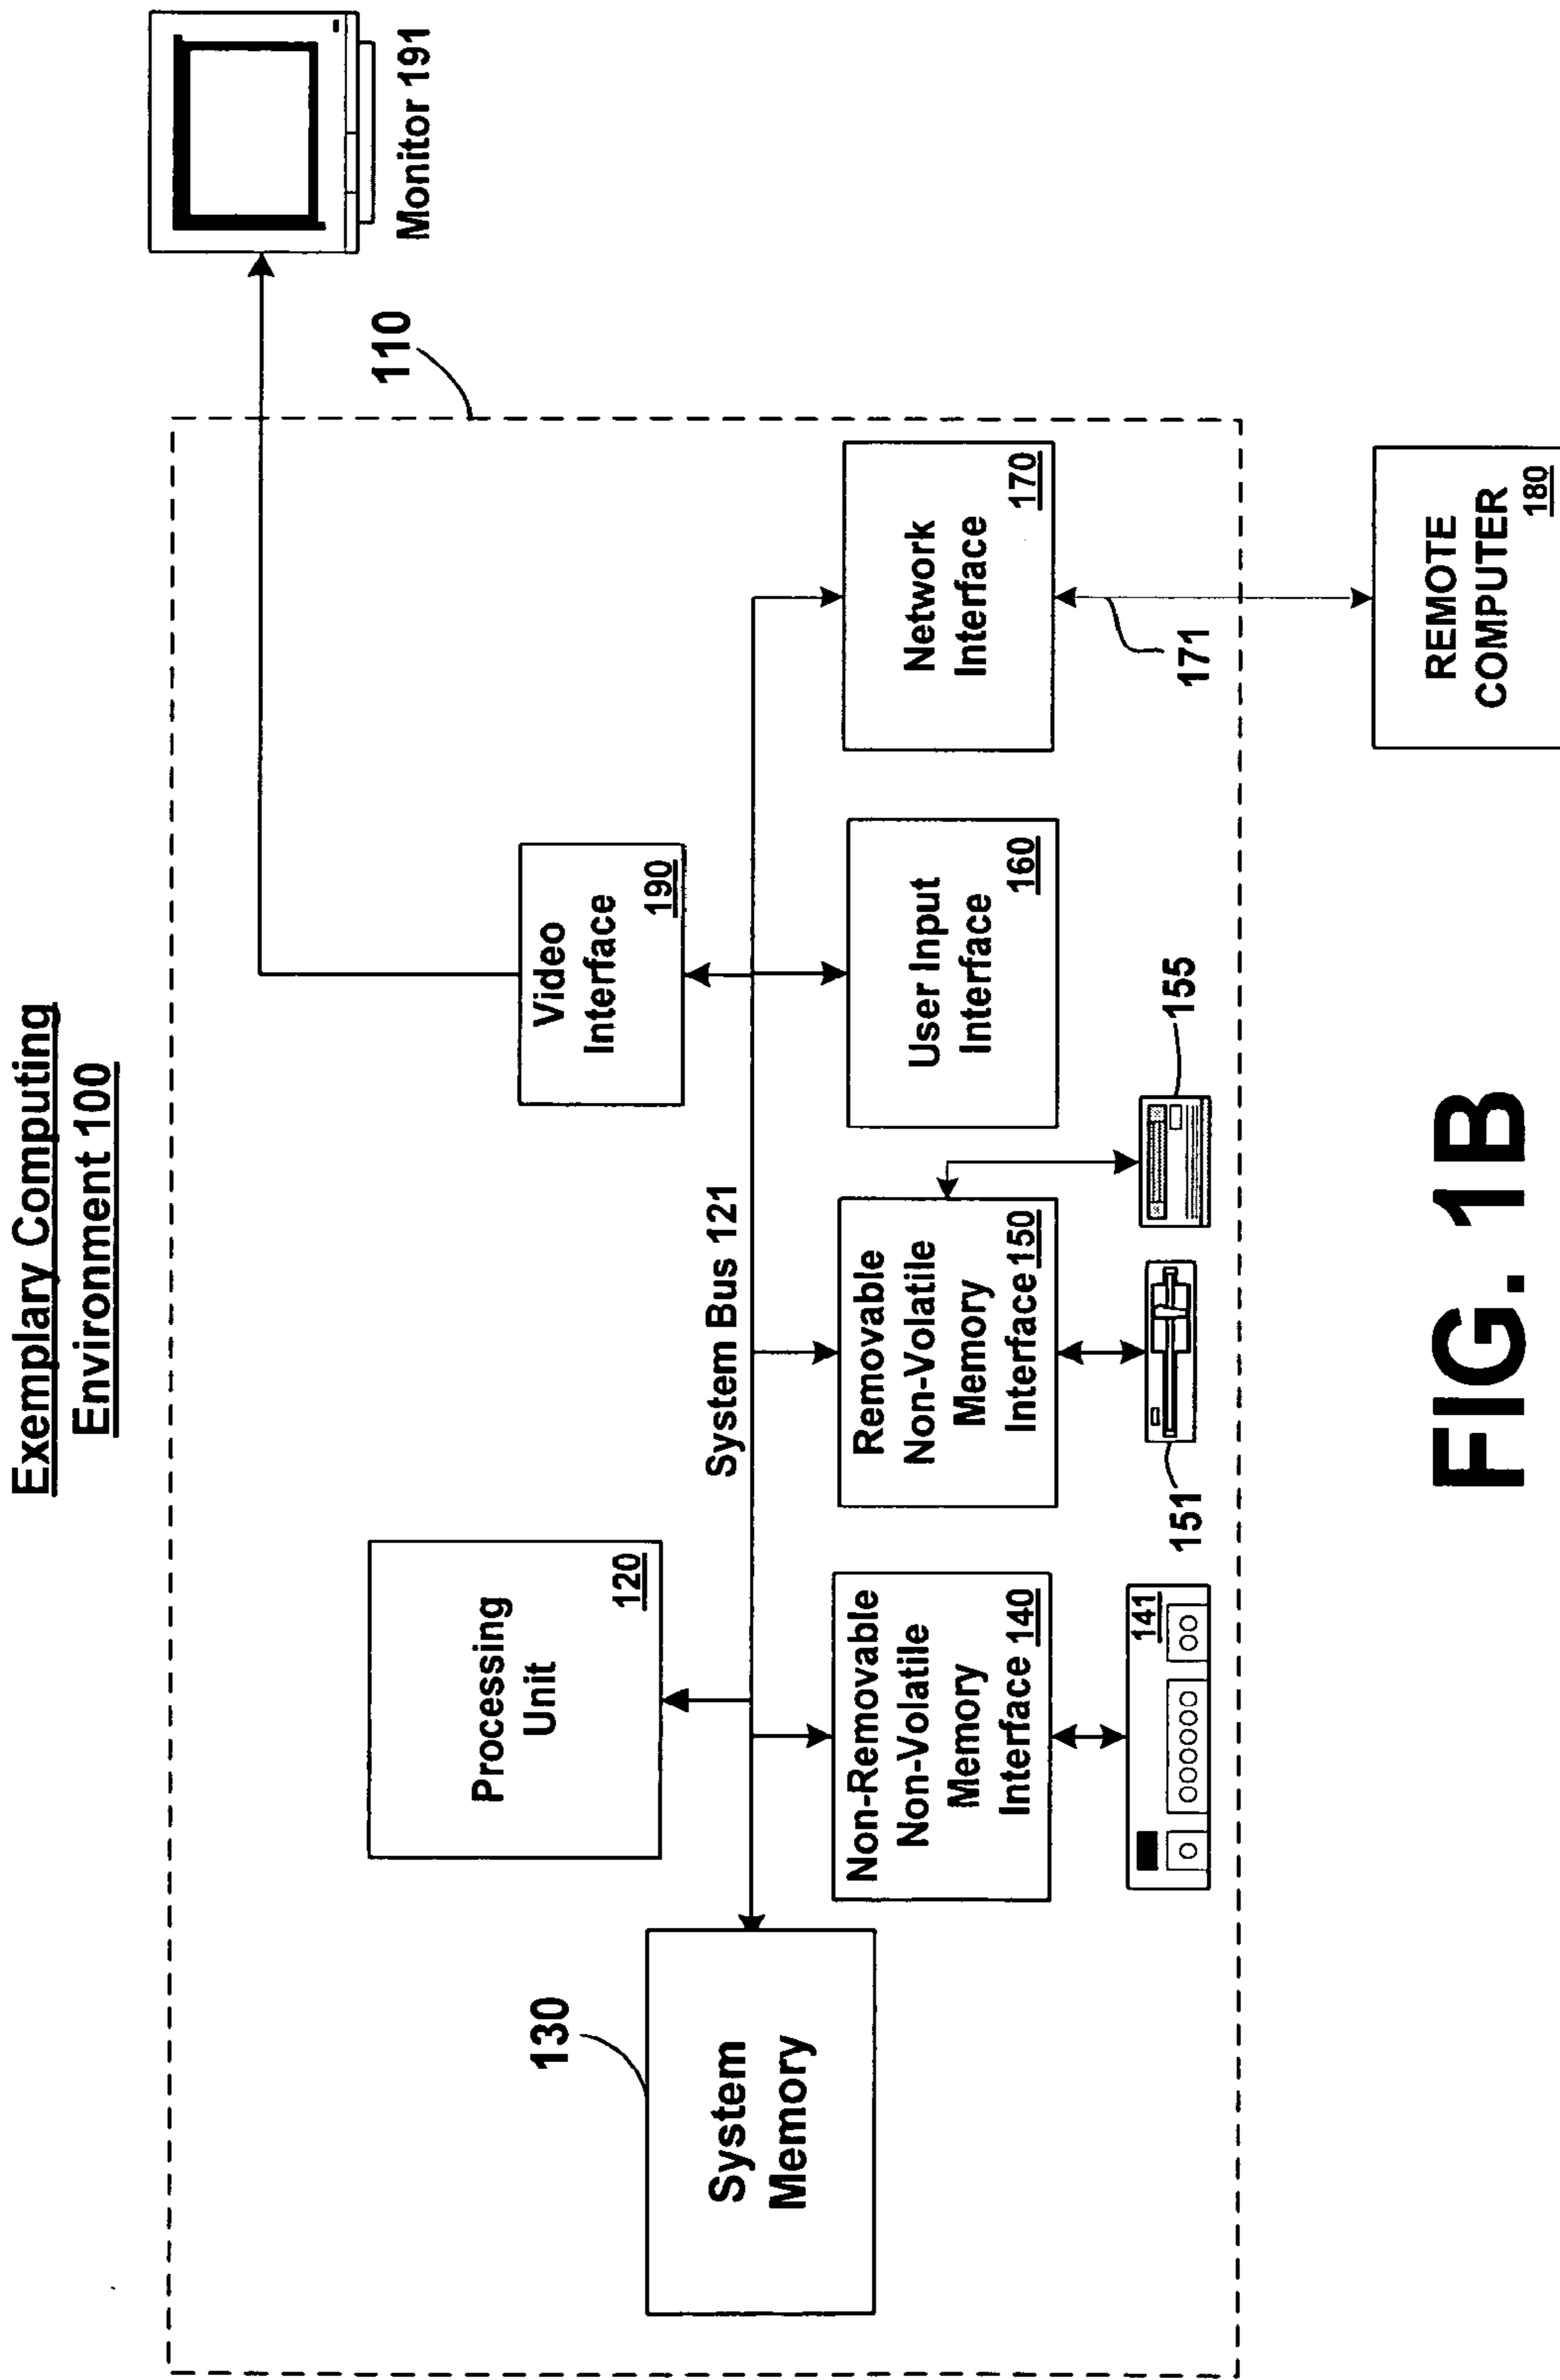 Exemplary Computing
Environment 100
Monitor 191
110
130
System
Memory
Processing
Unit
120
Video
Interface
190
System Bus 121
Non-Removable
Non-Volatile
Memory
Interface 140
Removable
Non-Volatile
Memory
Interface 150
User Input
Interface
160
Network
Interface
170
141
151
155
171
REMOTE
COMPUTER
180
FIG. 1B